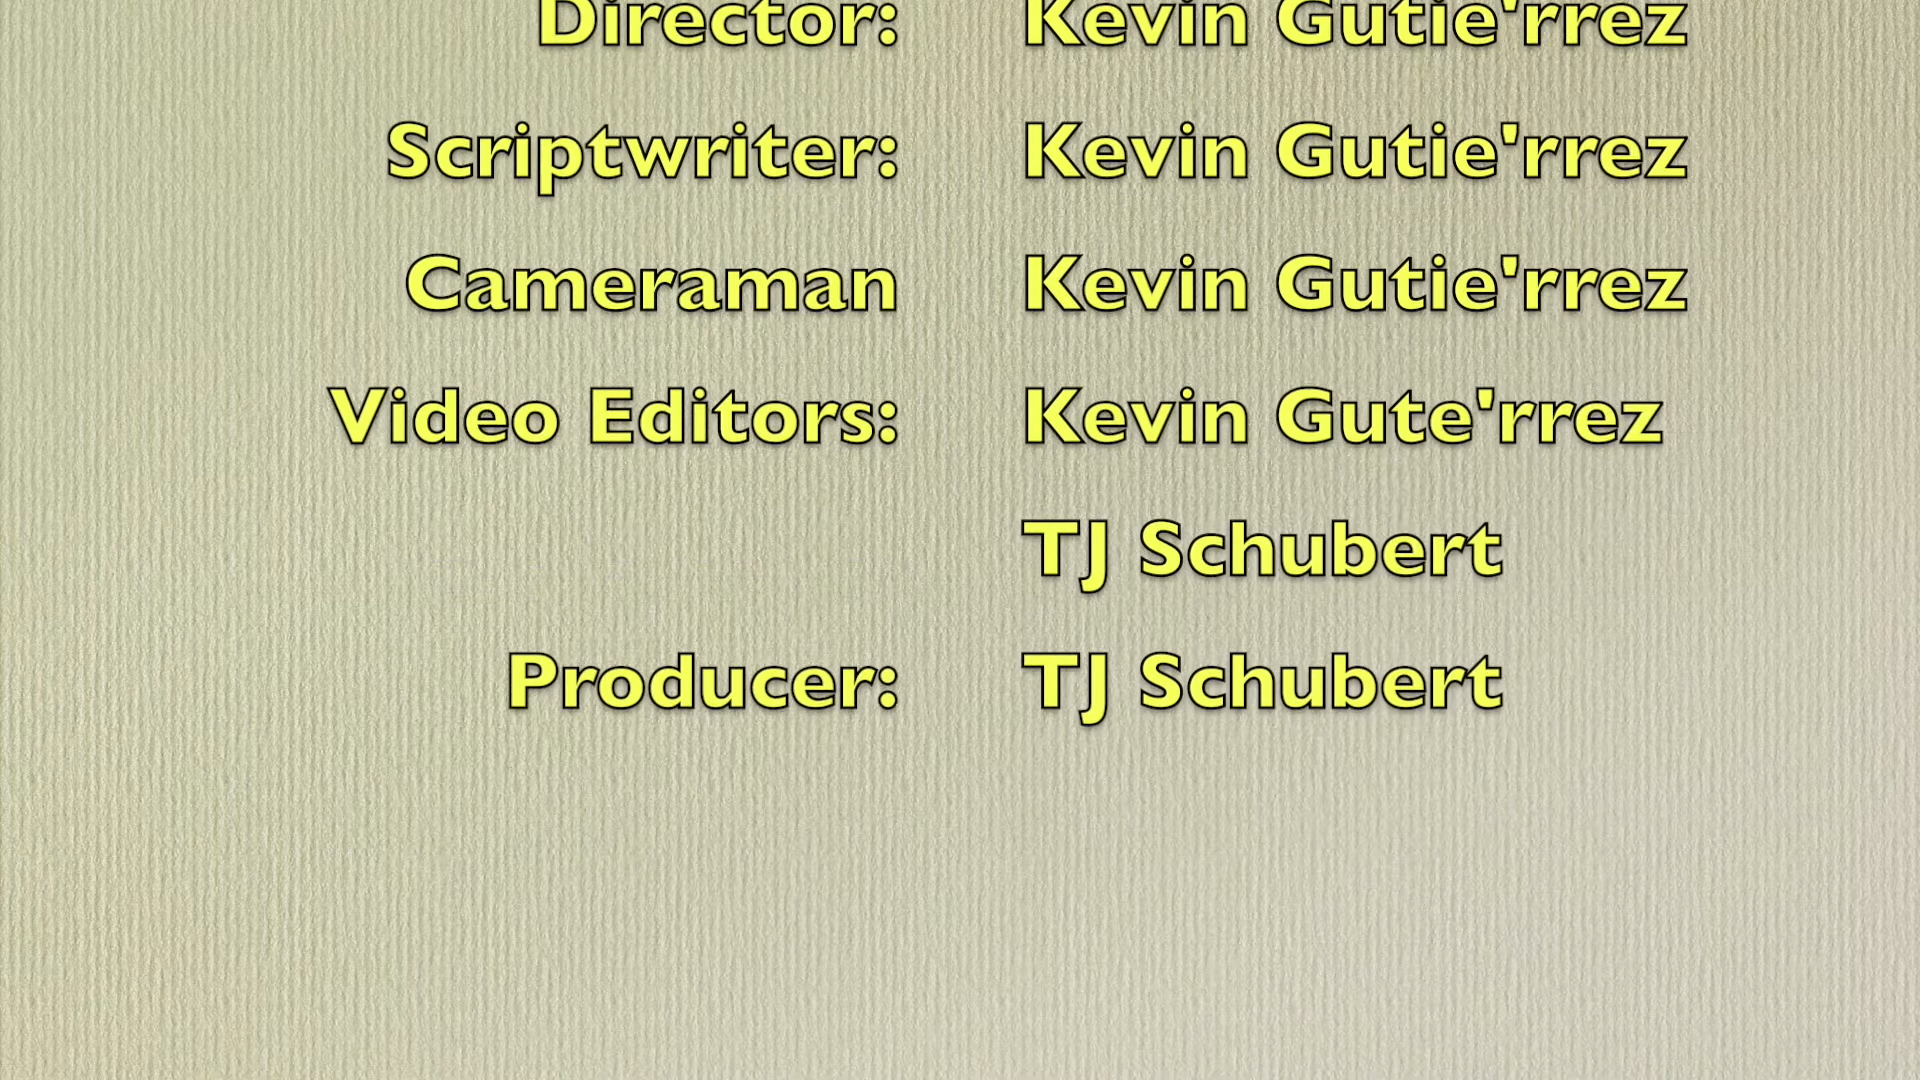 Director: Kevin Gutie'rrez
Scriptwriter: Kevin Gutie'rrez
Cameraman Kevin Gutie'rrez
Video Editors: Kevin Gute'rrez
TJ Schubert
Producer: TJ Schubert